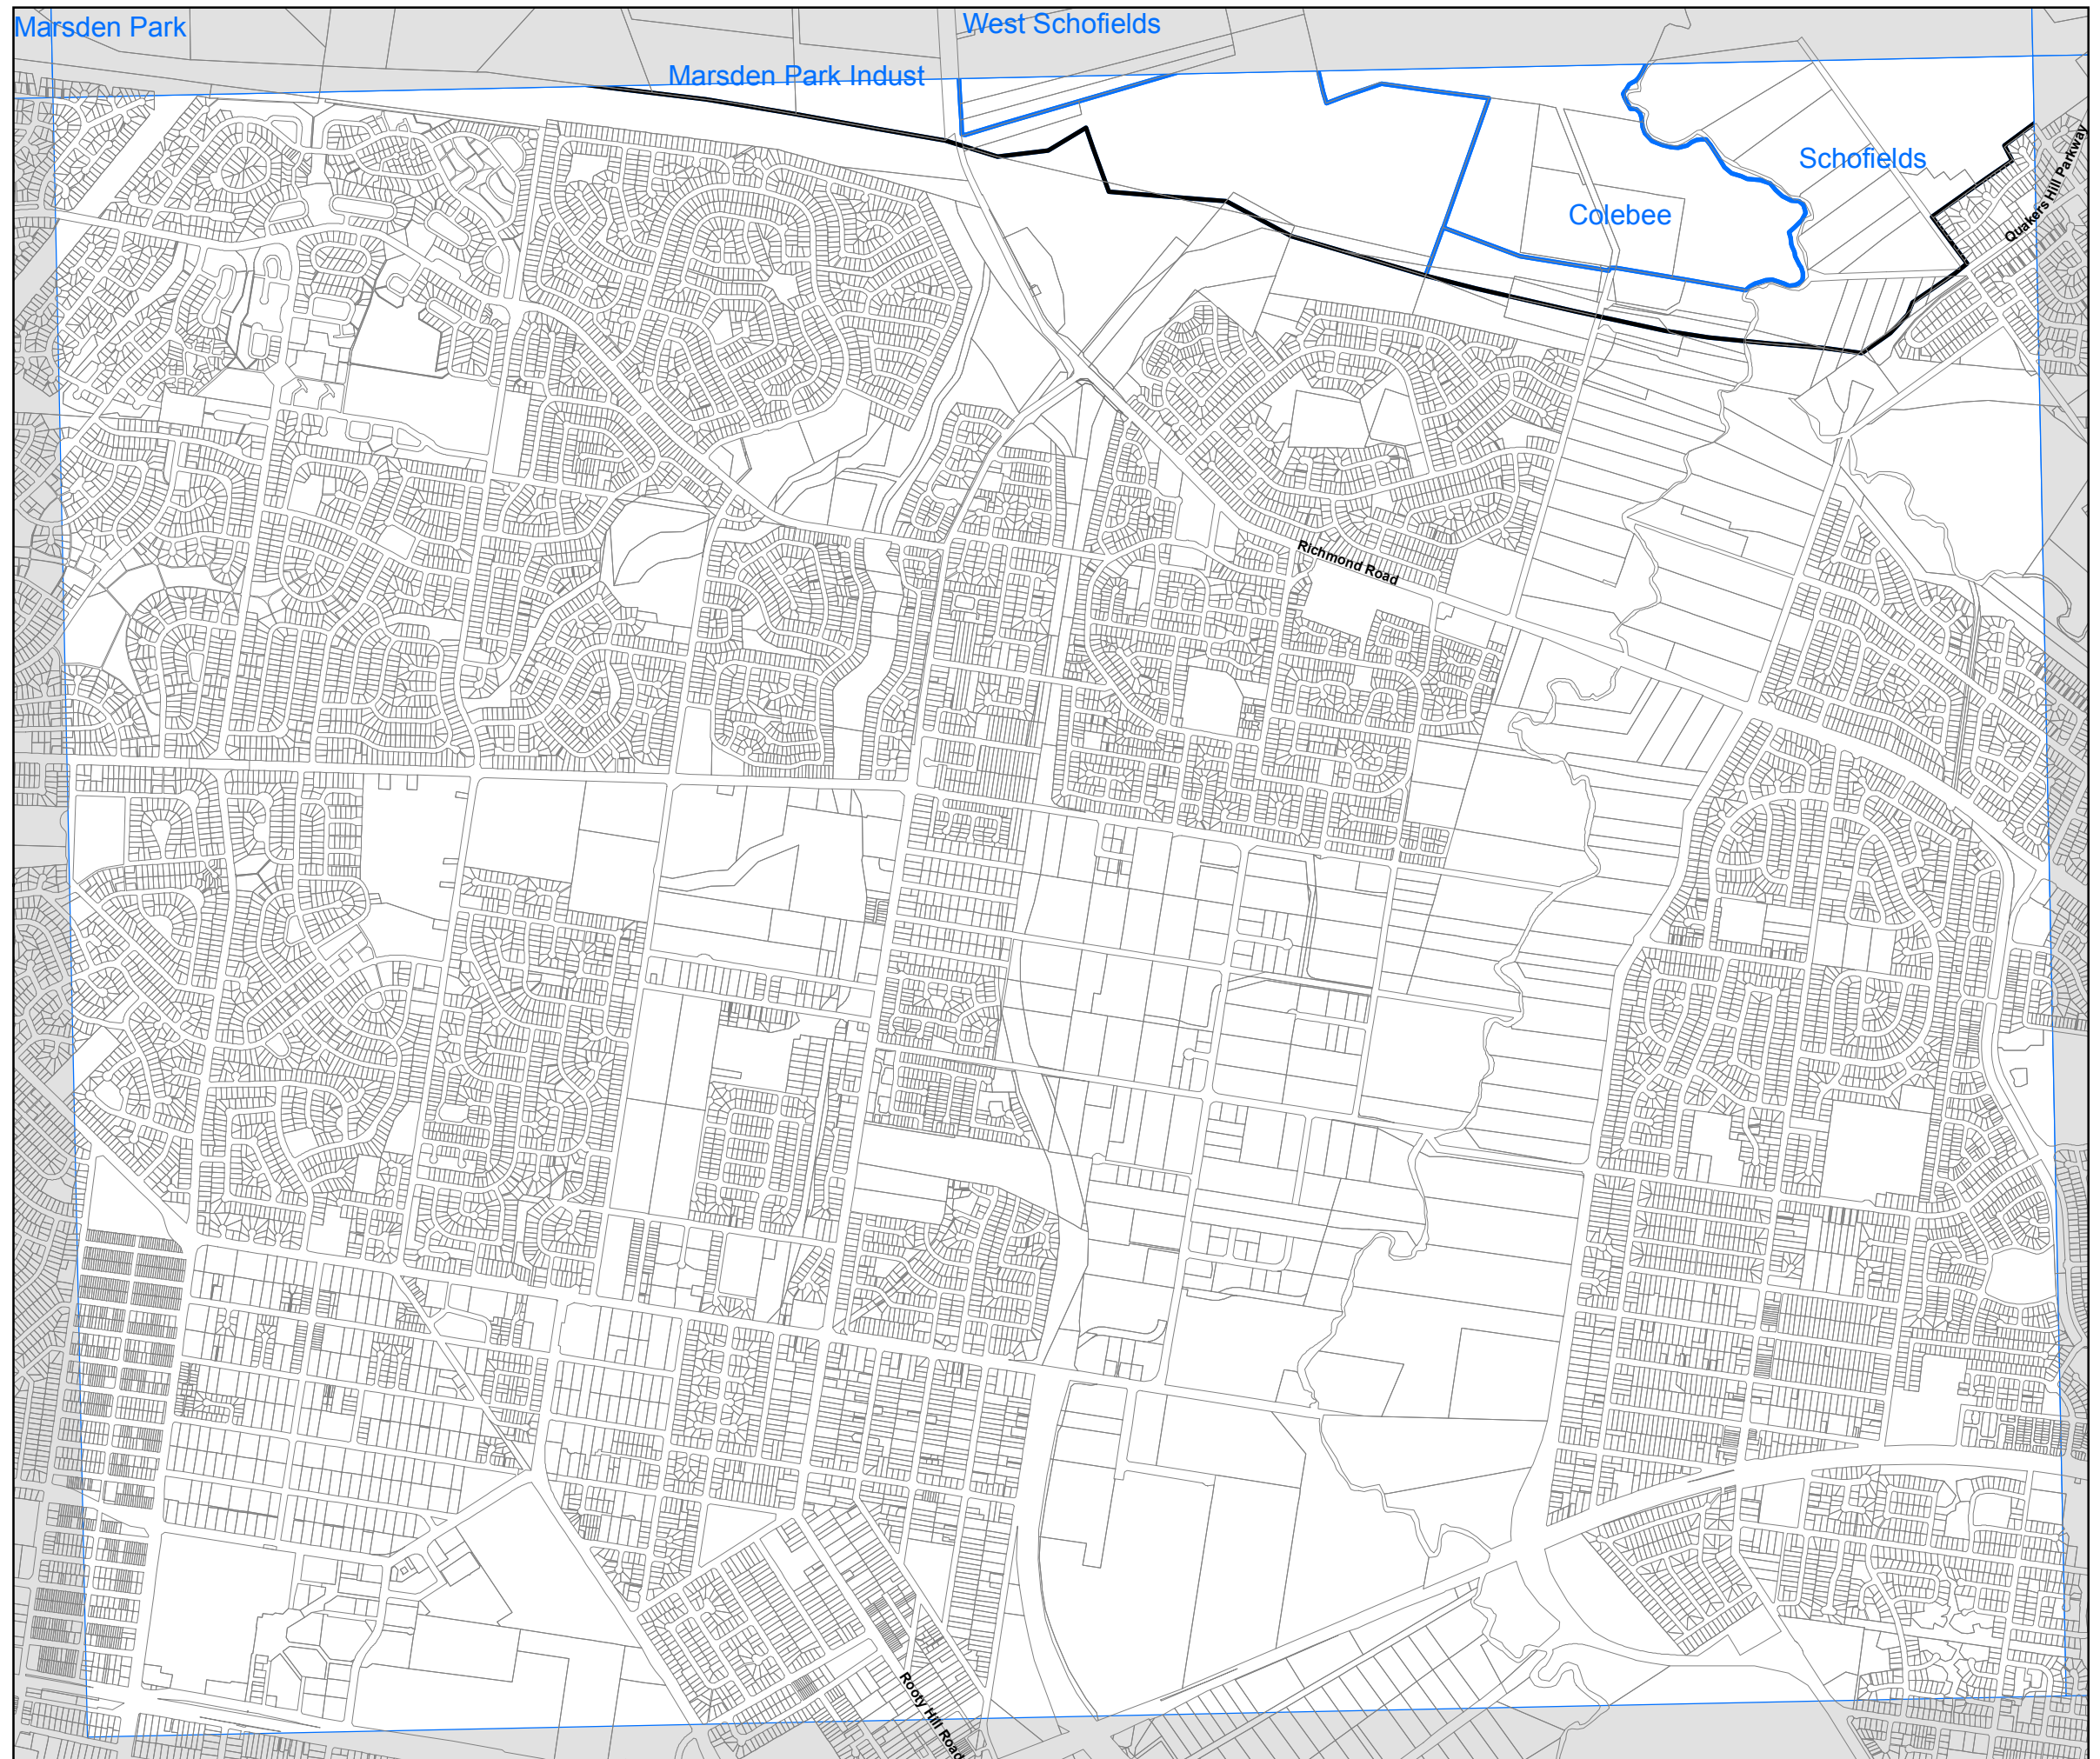 Marsden Park
West Schofields
Marsden Park Indust
Schofields
Quakers Hill Parkway
Colebee
Richmond Road
Rooty Hill Road